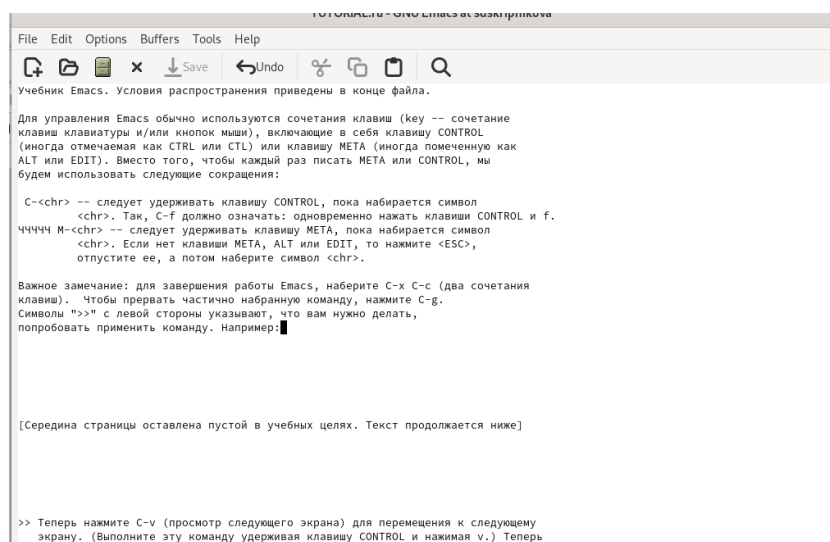 TUTORIAL.ru - GNU Emacs at sdskripnikova
File Edit Options Buffers Tools Help
Save Undo
Учебник Emacs. Условия распространения приведены в конце файла.
Для управления Emacs обычно используются сочетания клавиш (key -- сочетание
клавиш клавиатуры и/или кнопок мыши), включающие в себя клавишу CONTROL
(иногда отмечаемая как CTRL или CTL) или клавишу META (иногда помеченную как
ALT или EDIT). Вместо того, чтобы каждый раз писать META или CONTROL, мы
будем использовать следующие сокращения:
C-<chr> -- следует удерживать клавишу CONTROL, пока набирается символ
<chr>. Так, C-f должно означать: одновременно нажать клавиши CONTROL и f.
ЧЧЧЧЧ M-<chr> -- следует удерживать клавишу META, пока набирается символ
<chr>. Если нет клавиши META, ALT или EDIT, то нажмите <ESC>,
отпустите ее, а потом наберите символ <chr>.
Важное замечание: для завершения работы Emacs, наберите C-x C-c (два сочетания
клавиш). Чтобы прервать частично набранную команду, нажмите C-g.
Символы ">>" с левой стороны указывают, что вам нужно делать,
попробовать применить команду. Например:
[Середина страницы оставлена пустой в учебных целях. Текст продолжается ниже]
>> Теперь нажмите C-v (просмотр следующего экрана) для перемещения к следующему
экрану. (Выполните эту команду удерживая клавишу CONTROL и нажимая v.) Теперь